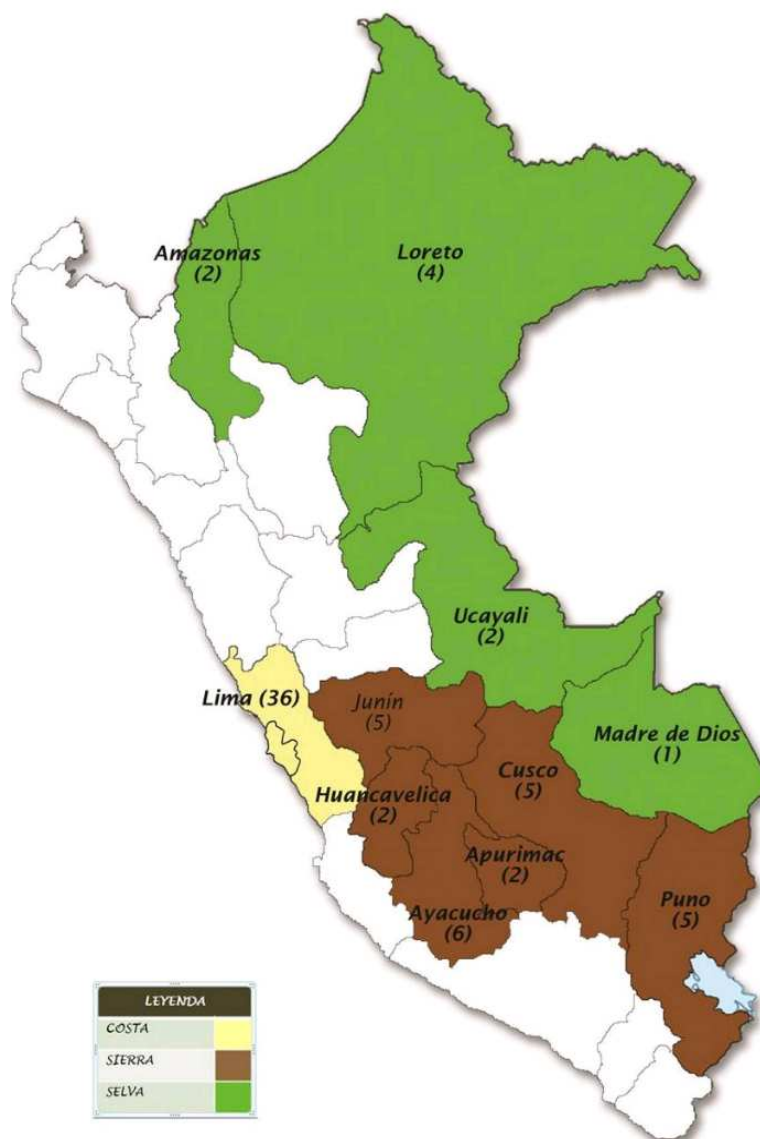 Amazonas
(2)
Loreto
(4)
Ucayali
(2)
Lima (36)
Junín
(5)
Madre de Dios
(1)
Cusco
(5)
Huancavelica
(2)
Apurimac
(2)
Puno
(5)
Ayacucho
(6)
LEYENDA
COSTA
SIERRA
SELVA